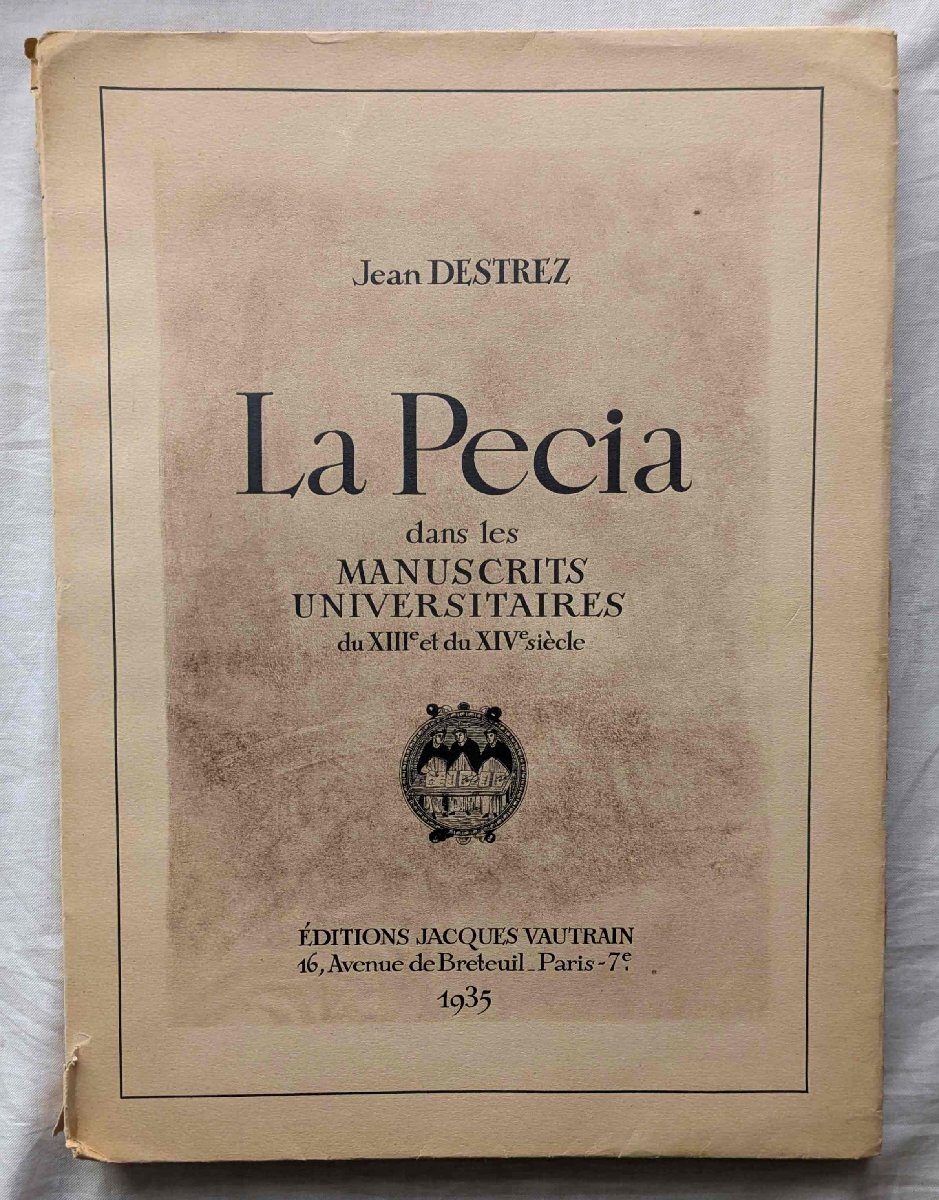 Jean DESTREZ
La Pecia
dans les
MANUSCRITS
UNIVERSITAIRES
du XIIIe et du XIVe siècle
ÉDITIONS JACQUES VAUTRAIN
16, Avenue de Breteuil _ Paris - 7e.
1935